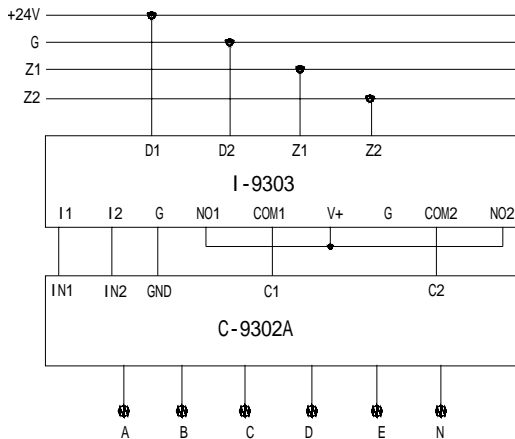 +24V
G
Z1
Z2
D1 D2 Z1 Z2
I-9303
I1 I2 G NO1 COM1 V+ G COM2 NO2
IN1 IN2 GND C1 C2
C-9302A
A B C D E N